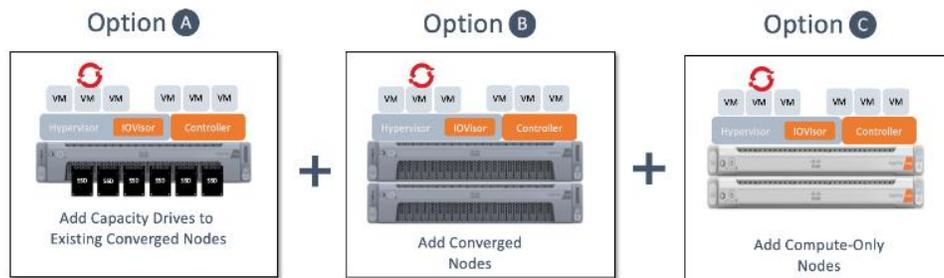 Option A
Option B
Option C
VM VM VM VM VM VM
VM VM VM VM VM VM
VM VM VM VM VM VM
Hypervisor IOVisor Controller
Hypervisor IOVisor Controller
Hypervisor IOVisor Controller
SSD SSD SSD SSD SSD SSD
+
+
Add Capacity Drives to
Existing Converged Nodes
Add Converged
Nodes
Add Compute-Only
Nodes